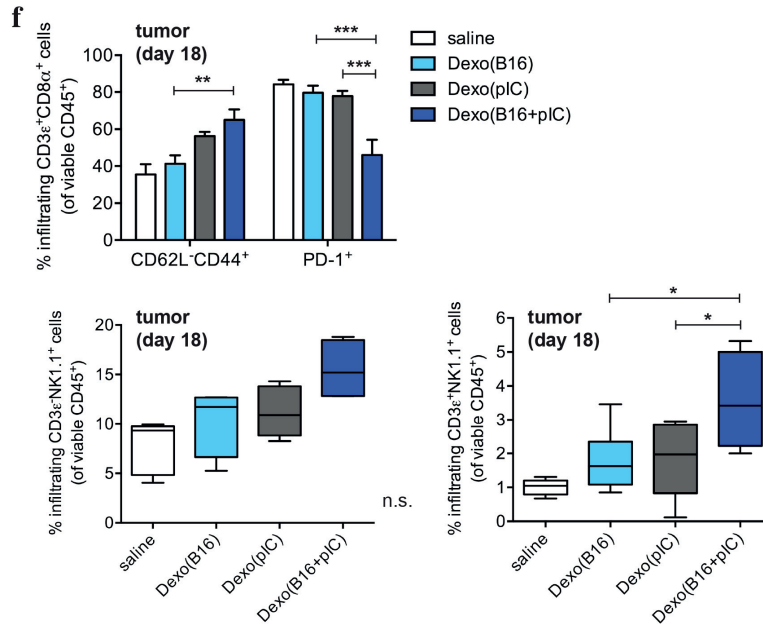 f
tumor
(day 18)
% infiltrating CD3ε⁺CD8α⁺ cells
(of viable CD45⁺)
100
80
60
40
20
0
**
***
***
CD62L⁻CD44⁺
PD-1⁺
saline
Dexo(B16)
Dexo(pIC)
Dexo(B16+pIC)
tumor
(day 18)
% infiltrating CD3ε⁻NK1.1⁺ cells
(of viable CD45⁺)
20
15
10
5
0
saline
Dexo(B16)
Dexo(pIC)
Dexo(B16+pIC)
n.s.
tumor
(day 18)
% infiltrating CD3ε⁺NK1.1⁺ cells
(of viable CD45⁺)
6
5
4
3
2
1
0
*
*
saline
Dexo(B16)
Dexo(pIC)
Dexo(B16+pIC)